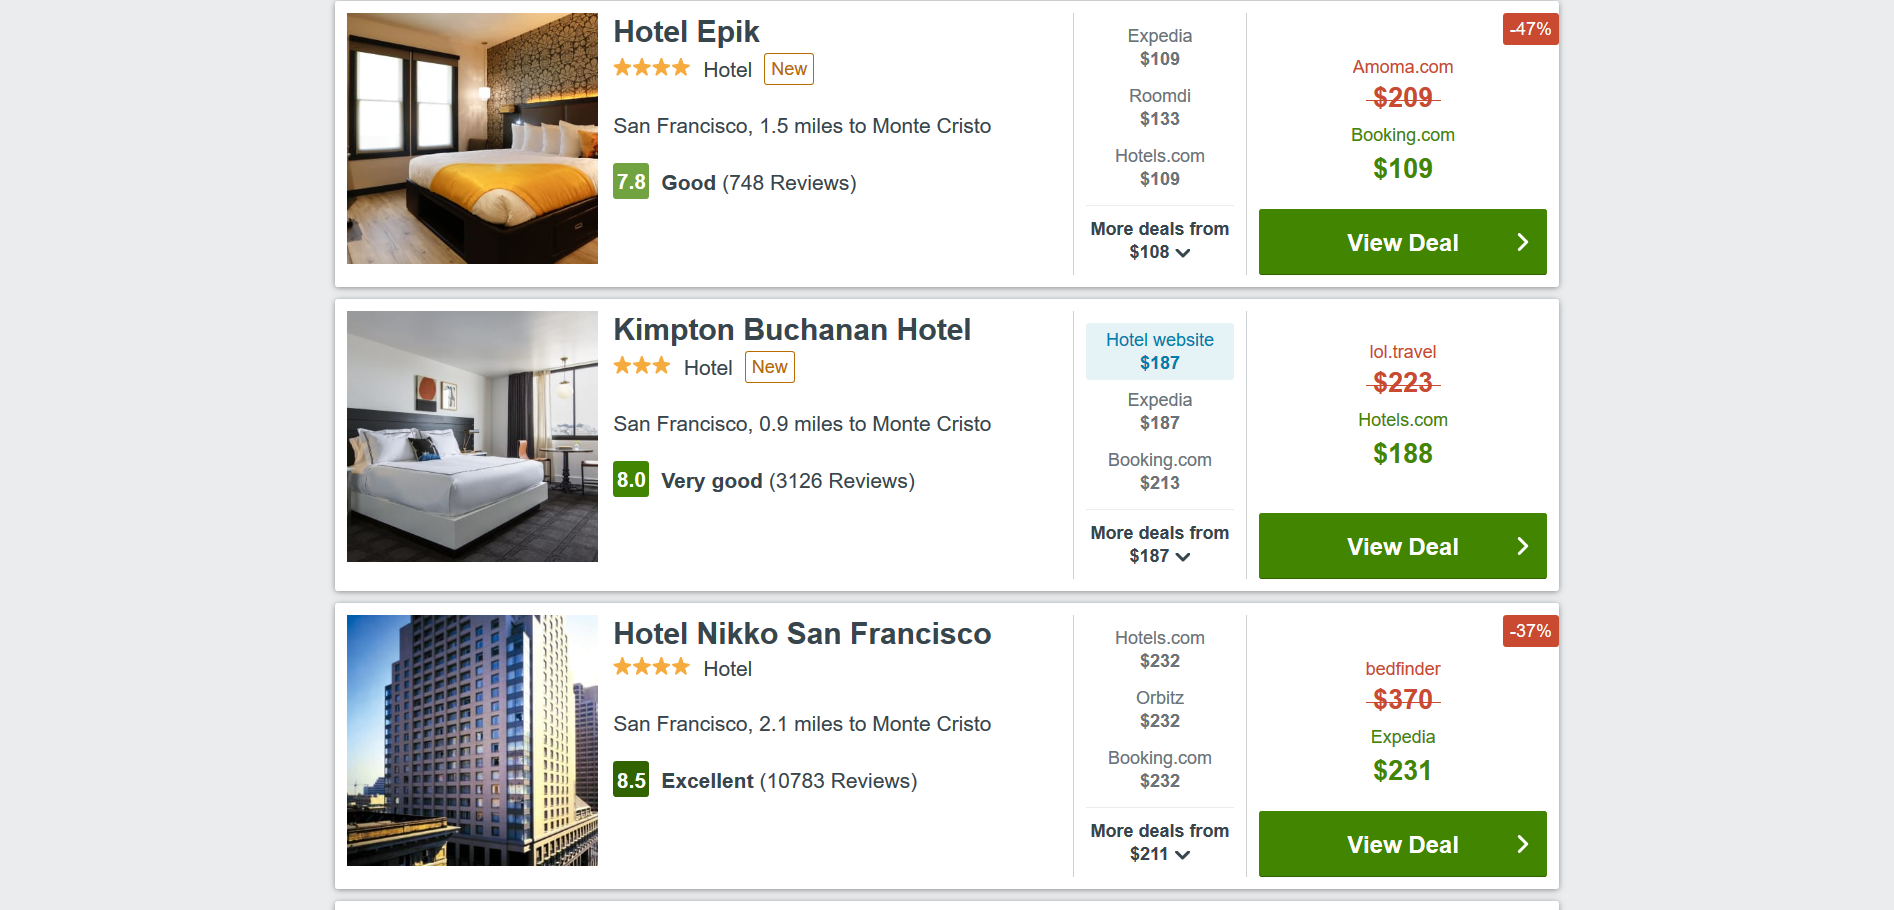 Hotel Epik
Hotel New
San Francisco, 1.5 miles to Monte Cristo
7.8 Good (748 Reviews)
Expedia
$109
Roomdi
$133
Hotels.com
$109
More deals from
$108
-47%
Amoma.com
$209
Booking.com
$109
View Deal
Kimpton Buchanan Hotel
Hotel New
San Francisco, 0.9 miles to Monte Cristo
8.0 Very good (3126 Reviews)
Hotel website
$187
Expedia
$187
Booking.com
$213
More deals from
$187
lol.travel
$223
Hotels.com
$188
View Deal
Hotel Nikko San Francisco
Hotel
San Francisco, 2.1 miles to Monte Cristo
8.5 Excellent (10783 Reviews)
Hotels.com
$232
Orbitz
$232
Booking.com
$232
More deals from
$211
-37%
bedfinder
$370
Expedia
$231
View Deal